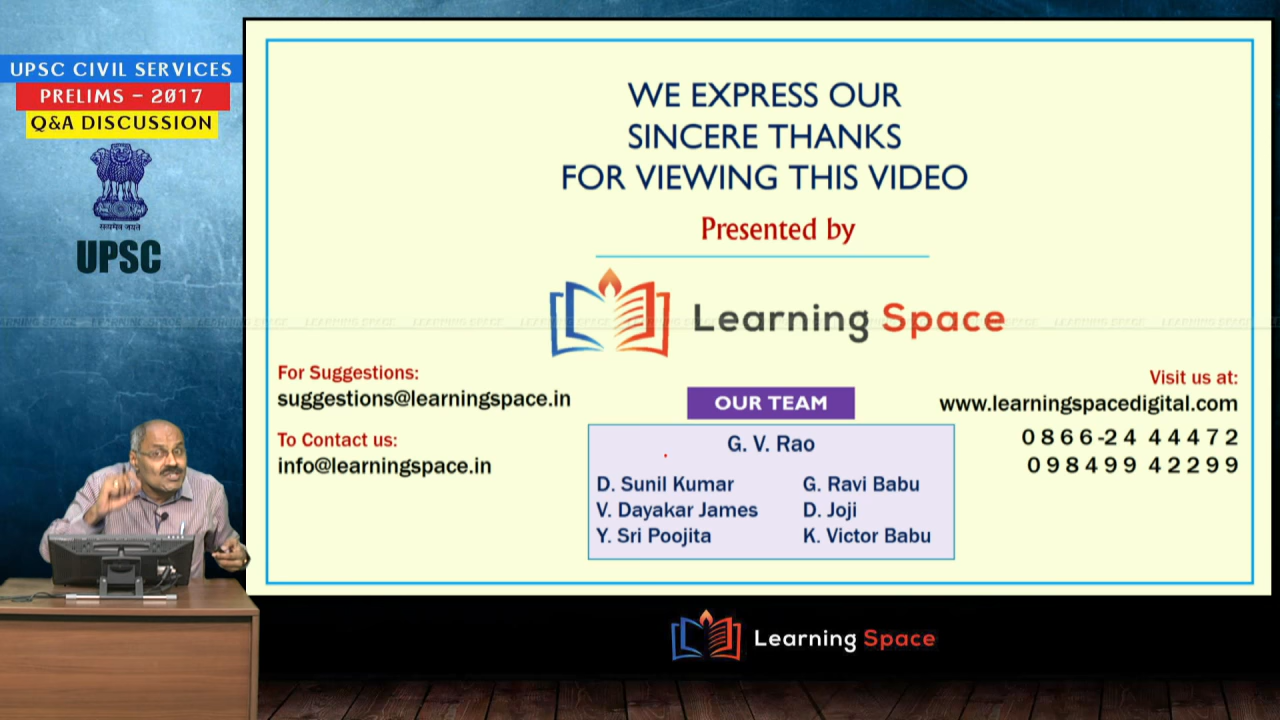 UPSC CIVIL SERVICES
PRELIMS – 2017
Q&A DISCUSSION
सत्यमेव जयते
UPSC
WE EXPRESS OUR
SINCERE THANKS
FOR VIEWING THIS VIDEO
Presented by
Learning Space
For Suggestions:
suggestions@learningspace.in
To Contact us:
info@learningspace.in
OUR TEAM
G. V. Rao
D. Sunil Kumar
G. Ravi Babu
V. Dayakar James
D. Joji
Y. Sri Poojita
K. Victor Babu
Visit us at:
www.learningspacedigital.com
0866-24 44472
098499 42299
Learning Space